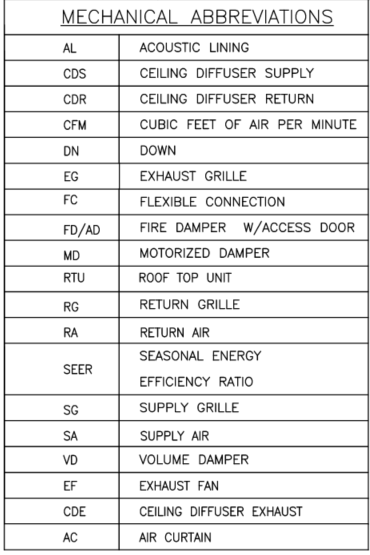 MECHANICAL ABBREVIATIONS
AL ACOUSTIC LINING
CDS CEILING DIFFUSER SUPPLY
CDR CEILING DIFFUSER RETURN
CFM CUBIC FEET OF AIR PER MINUTE
DN DOWN
EG EXHAUST GRILLE
FC FLEXIBLE CONNECTION
FD/AD FIRE DAMPER W/ACCESS DOOR
MD MOTORIZED DAMPER
RTU ROOF TOP UNIT
RG RETURN GRILLE
RA RETURN AIR
SEER SEASONAL ENERGY
EFFICIENCY RATIO
SG SUPPLY GRILLE
SA SUPPLY AIR
VD VOLUME DAMPER
EF EXHAUST FAN
CDE CEILING DIFFUSER EXHAUST
AC AIR CURTAIN